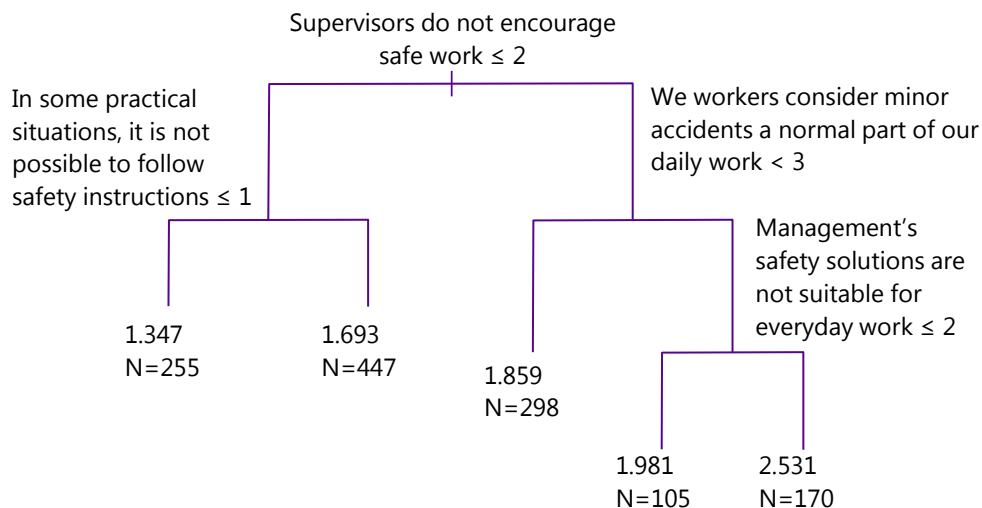 Supervisors do not encourage
safe work ≤ 2
In some practical
situations, it is not
possible to follow
safety instructions ≤ 1
We workers consider minor
accidents a normal part of our
daily work < 3
Management's
safety solutions are
not suitable for
everyday work ≤ 2
1.347
N=255
1.693
N=447
1.859
N=298
1.981
N=105
2.531
N=170